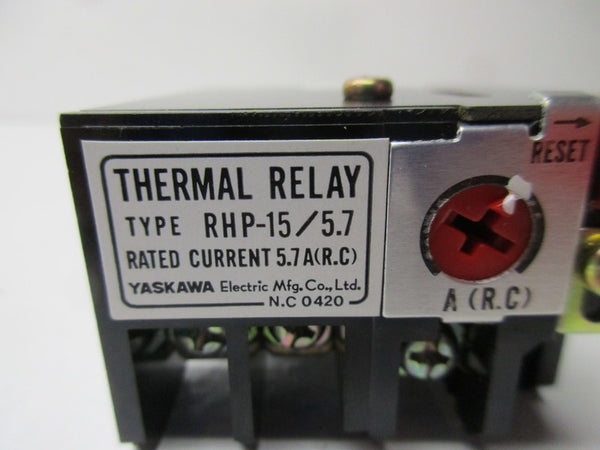 THERMAL RELAY
TYPE RHP-15/5.7
RATED CURRENT 5.7A(R.C)
YASKAWA Electric Mfg.Co.,Ltd.
N.C 0420
→
RESET
A (R.C)